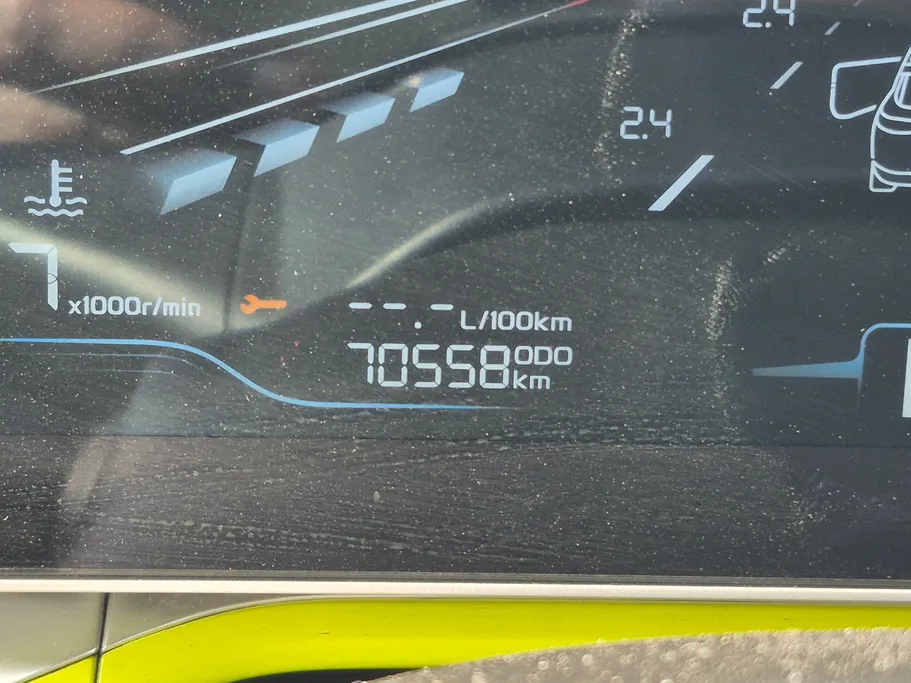 2.4
2.4
7
x1000r/min
--.- L/100km
70558 ODO
km